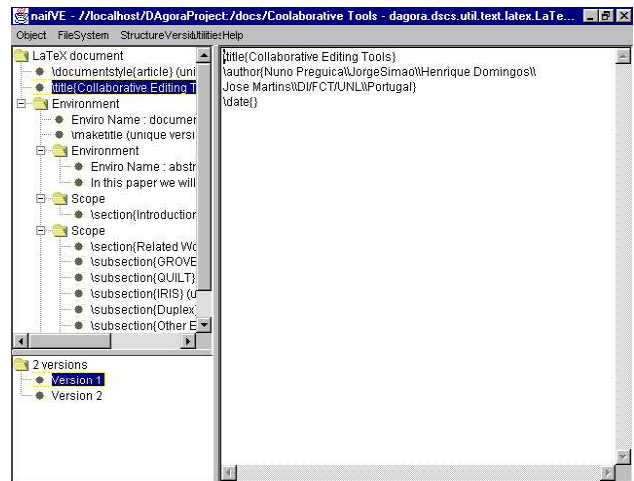 naifVE - //localhost/DAgoraProject:/docs/Coolaborative Tools - dagora.dscs.util.text.latex.LaTe...
Object FileSystem StructureVersioUtilities Help
LaTeX document
\documentstyle{article} (uni
\title{Collaborative Editing T
Environment
Enviro Name : documer
\maketitle (unique versi
Environment
Enviro Name : abstr
In this paper we will
Scope
\section{Introduction
Scope
\section{Related Wo
\subsection{GROVE
\subsection{QUILT}
\subsection{IRIS} (u
\subsection{Duplex}
\subsection{Other E
2 versions
Version 1
Version 2
\title{Collaborative Editing Tools}
\author{Nuno Preguica\\JorgeSimao\\Henrique Domingos\\
Jose Martins\\DI/FCT/UNL\\Portugal}
\date{}